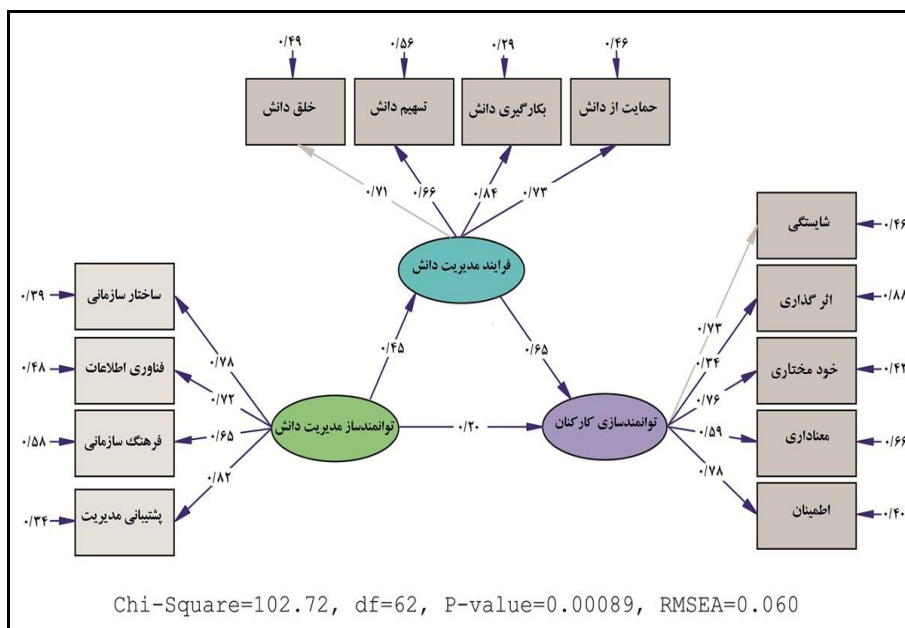 ۰/۴۹
۰/۵۶
۰/۲۹
۰/۴۶
خلق دانش
تسهیم دانش
بکارگیری دانش
حمایت از دانش
۰/۷۱
۰/۶۶
۰/۸۴
۰/۷۳
فرایند مدیریت دانش
شایستگی
۰/۴۶
اثر گذاری
۰/۸۸
خود مختاری
۰/۴۲
معناداری
۰/۶۶
اطمینان
۰/۴۰
۰/۷۳
۰/۳۴
۰/۷۶
۰/۵۹
۰/۷۸
۰/۴۵
۰/۶۵
۰/۲۰
توانمندسازی کارکنان
توانمندساز مدیریت دانش
۰/۷۸
۰/۷۲
۰/۶۵
۰/۸۲
ساختار سازمانی
۰/۳۹
فناوری اطلاعات
۰/۴۸
فرهنگ سازمانی
۰/۵۸
پشتیبانی مدیریت
۰/۳۴
Chi-Square=102.72, df=62, P-value=0.00089, RMSEA=0.060